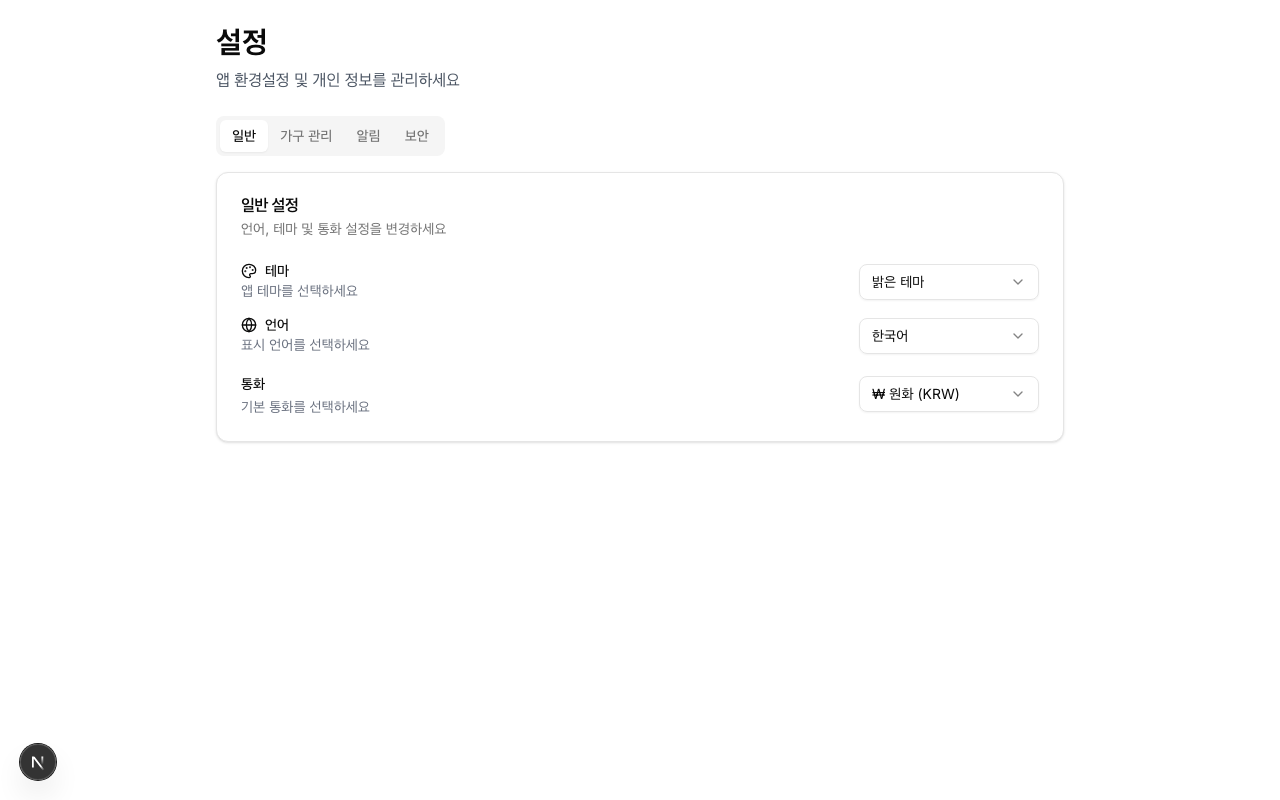 설정
앱 환경설정 및 개인 정보를 관리하세요
일반 가구 관리 알림 보안
일반 설정
언어, 테마 및 통화 설정을 변경하세요
테마
앱 테마를 선택하세요
밝은 테마
언어
표시 언어를 선택하세요
한국어
통화
기본 통화를 선택하세요
₩ 원화 (KRW)
N